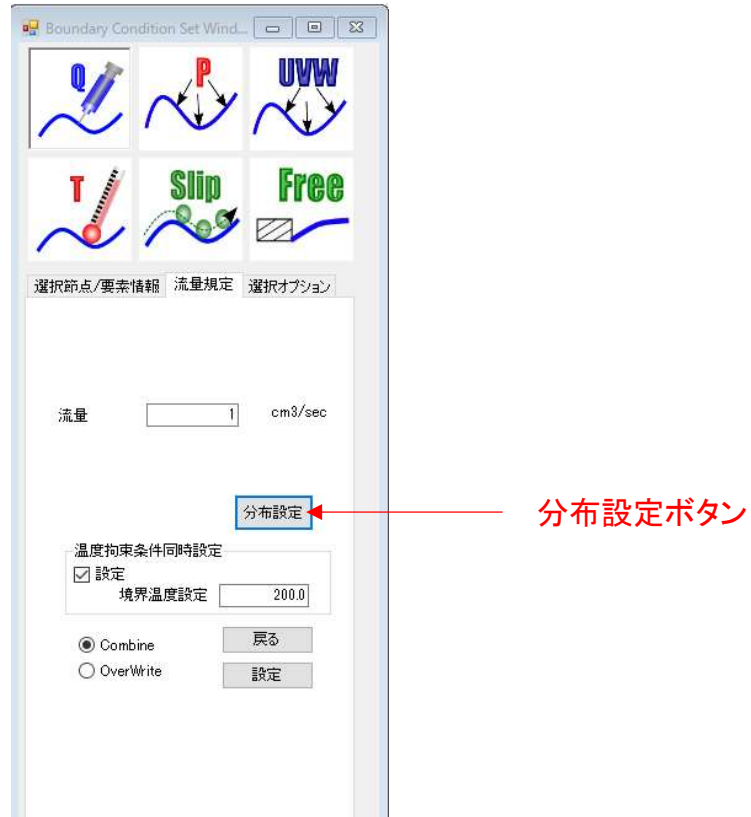 Boundary Condition Set Wind...
Q
P
UVW
T
Slip
Free
選択節点/要素情報 流量規定 選択オプション
流量 1 cm3/sec
分布設定
分布設定ボタン
温度拘束条件同時設定
設定
境界温度設定 200.0
Combine 戻る
OverWrite 設定